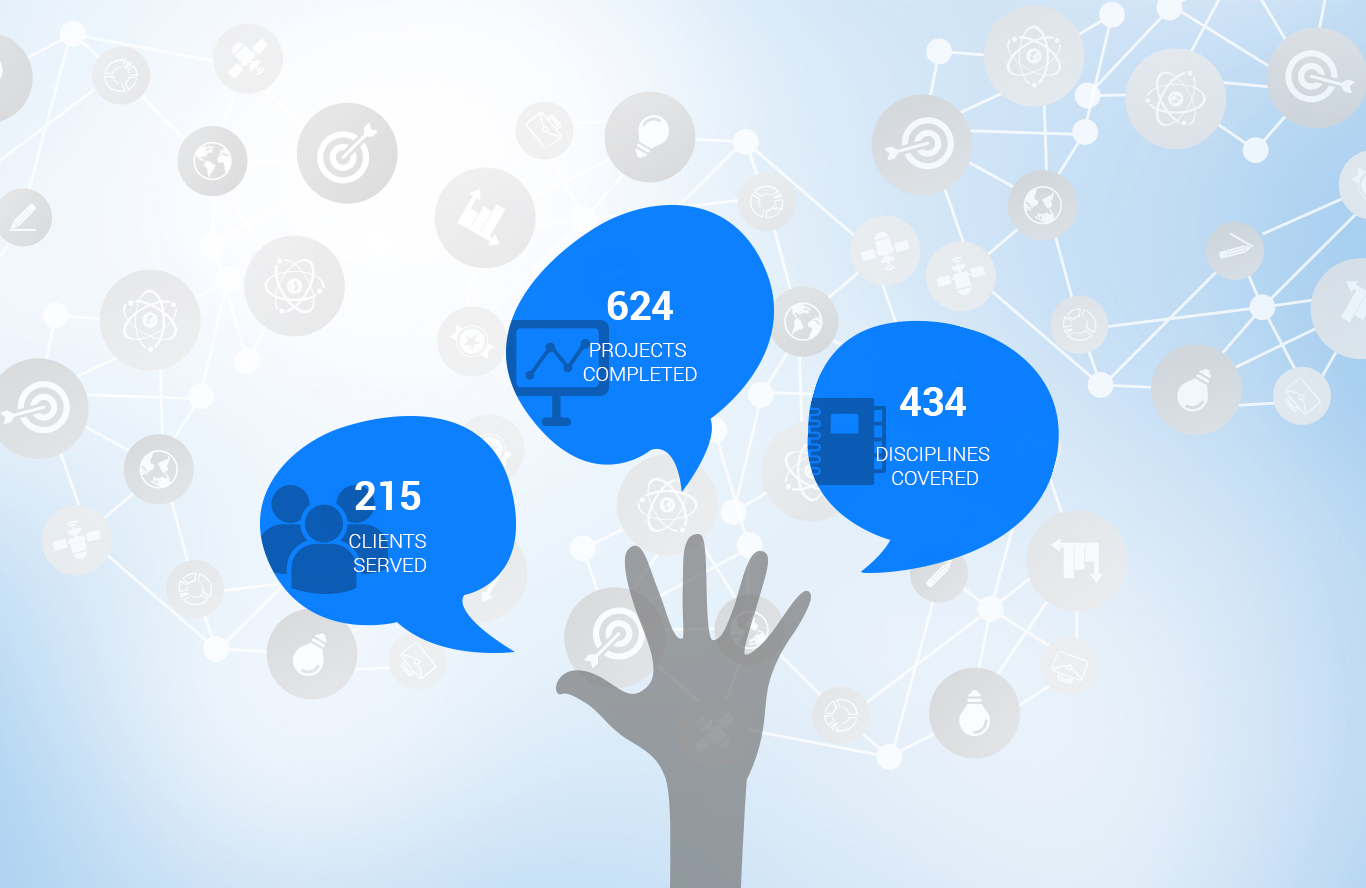 624
PROJECTS
COMPLETED
434
DISCIPLINES
COVERED
215
CLIENTS
SERVED